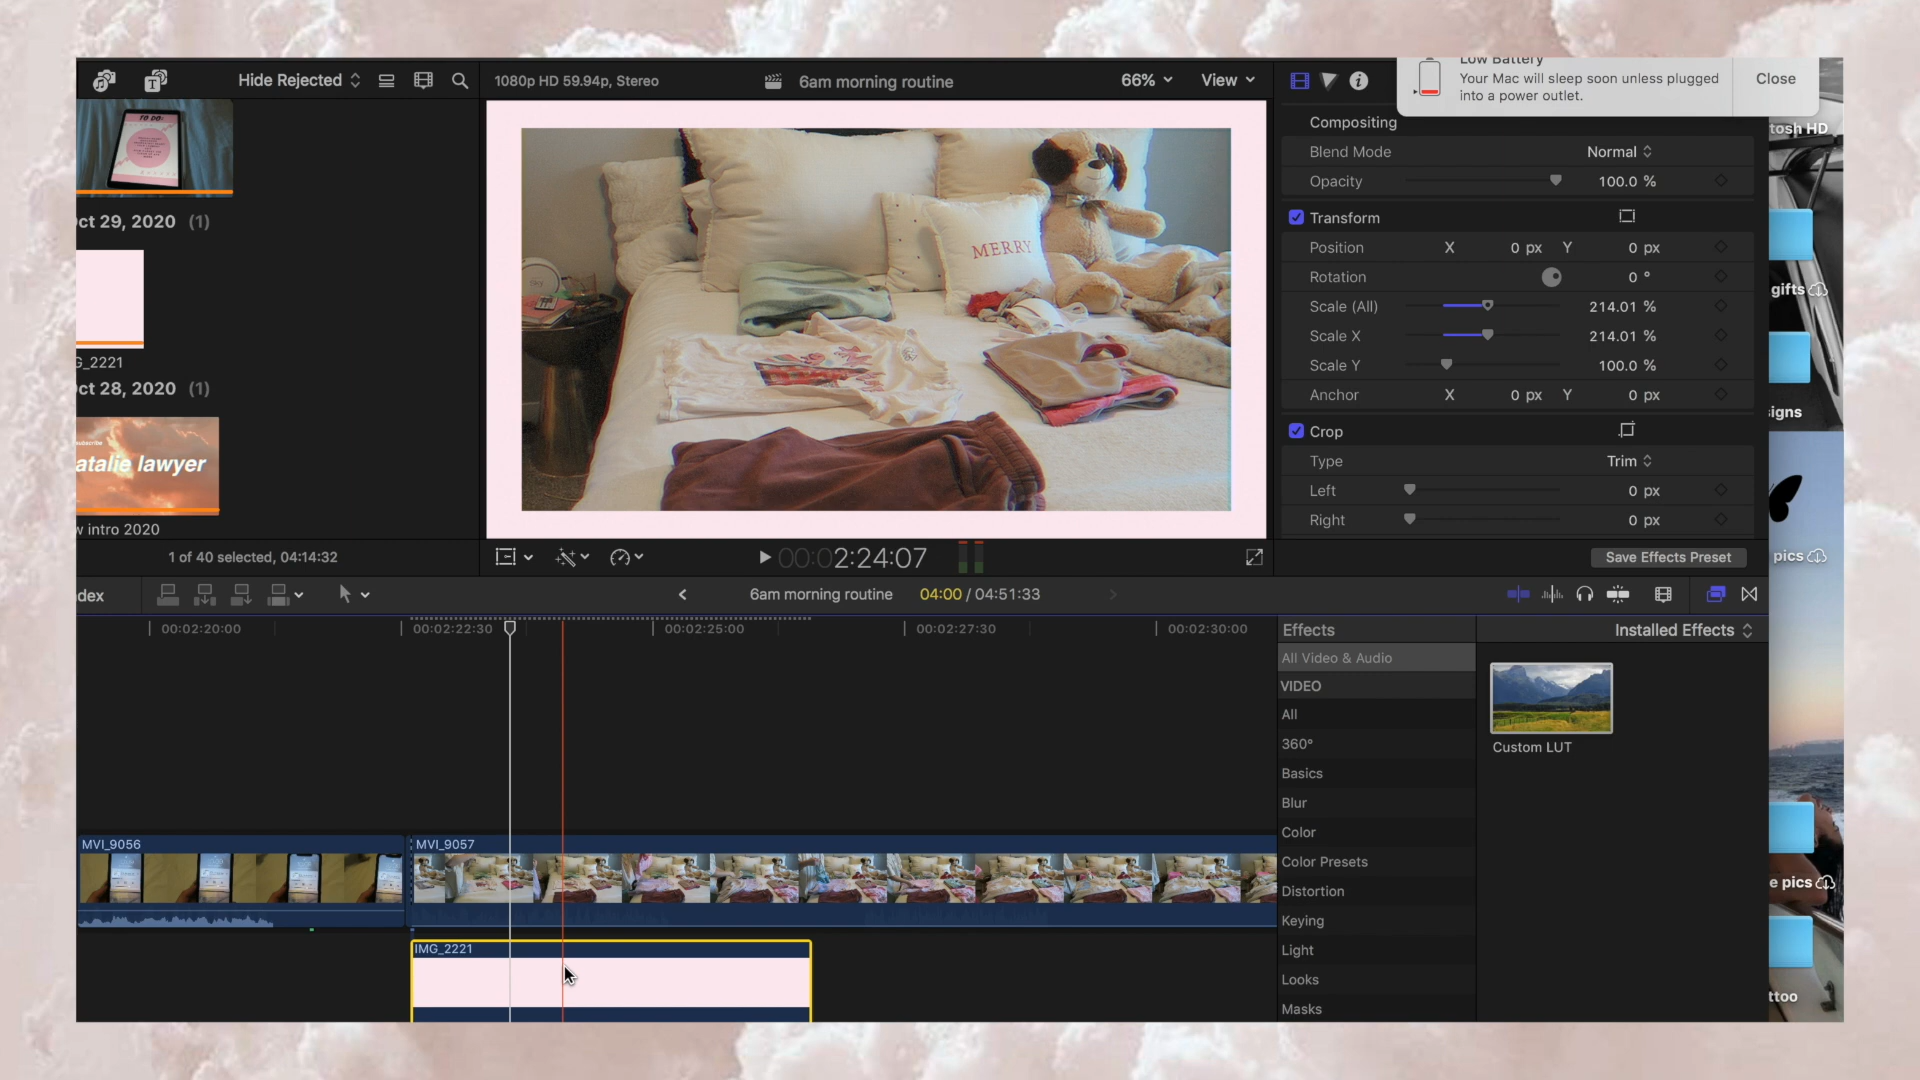 Hide Rejected
1080p HD 59.94p, Stereo
6am morning routine
66%
View
Low Battery
Your Mac will sleep soon unless plugged
into a power outlet.
Close
tosh HD
TO DO:
ct 29, 2020 (1)
G_2221
ct 28, 2020 (1)
subscribe
atalie lawyer
w intro 2020
1 of 40 selected, 04:14:32
MERRY
Compositing
Blend Mode Normal
Opacity 100.0 %
Transform
Position X 0 px Y 0 px
Rotation 0 °
Scale (All) 214.01 %
Scale X 214.01 %
Scale Y 100.0 %
Anchor X 0 px Y 0 px
Crop
Type Trim
Left 0 px
Right 0 px
gifts
igns
pics
00:02:24:07
Save Effects Preset
dex
6am morning routine 04:00 / 04:51:33
00:02:20:00
00:02:22:30
00:02:25:00
00:02:27:30
00:02:30:00
Effects
Installed Effects
All Video & Audio
VIDEO
All
360°
Basics
Blur
Color
Color Presets
Distortion
Keying
Light
Looks
Masks
Custom LUT
MVI_9056
MVI_9057
IMG_2221
e pics
ttoo